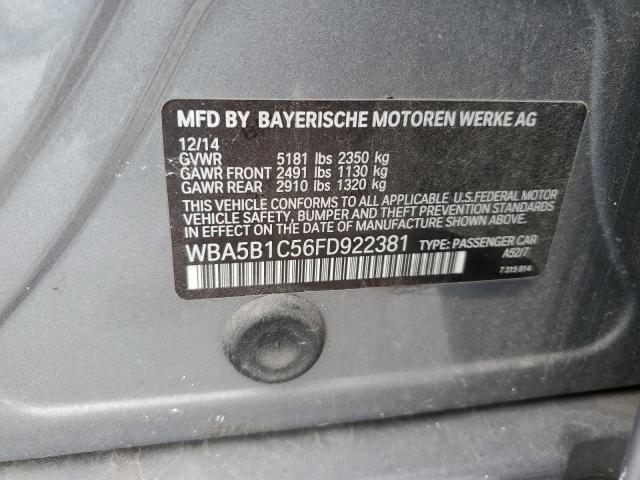 MFD BY BAYERISCHE MOTOREN WERKE AG
12/14
GVWR 5181 lbs 2350 kg
GAWR FRONT 2491 lbs 1130 kg
GAWR REAR 2910 lbs 1320 kg
THIS VEHICLE CONFORMS TO ALL APPLICABLE U.S.FEDERAL MOTOR
VEHICLE SAFETY, BUMPER AND THEFT PREVENTION STANDARDS
IN EFFECT ON THE DATE OF MANUFACTURE SHOWN ABOVE.
WBA5B1C56FD922381 TYPE: PASSENGER CAR
A52/7
7 315 814